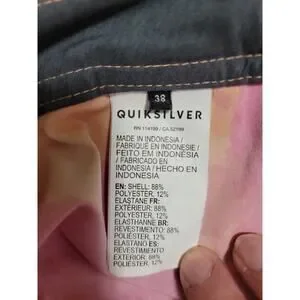 38
QUIKSILVER
RN 114199 / CA 32198
MADE IN INDONESIA /
FABRIQUÉ EN INDONÉSIE /
FEITO EM INDONÉSIA
/ FABRICADO EN
INDONESIA / HECHO EN
INDONESIA
EN: SHELL: 88%
POLYESTER, 12%
ELASTANE FR:
EXTÉRIEUR: 88%
POLYESTER, 12%
ELASTHANNE BR:
REVESTIMENTO: 88%
POLIÉSTER, 12%
ELASTANO ES:
REVESTIMIENTO
EXTERIOR: 88%
POLIÉSTER, 12%